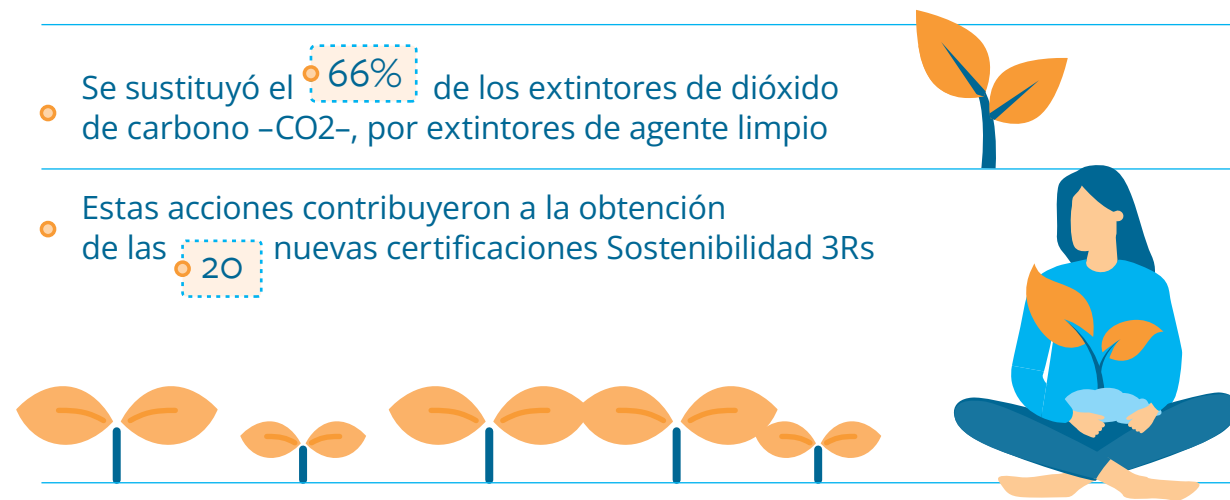 Se sustituyó el 66% de los extintores de dióxido
de carbono –CO2–, por extintores de agente limpio
Estas acciones contribuyeron a la obtención
de las 20 nuevas certificaciones Sostenibilidad 3Rs